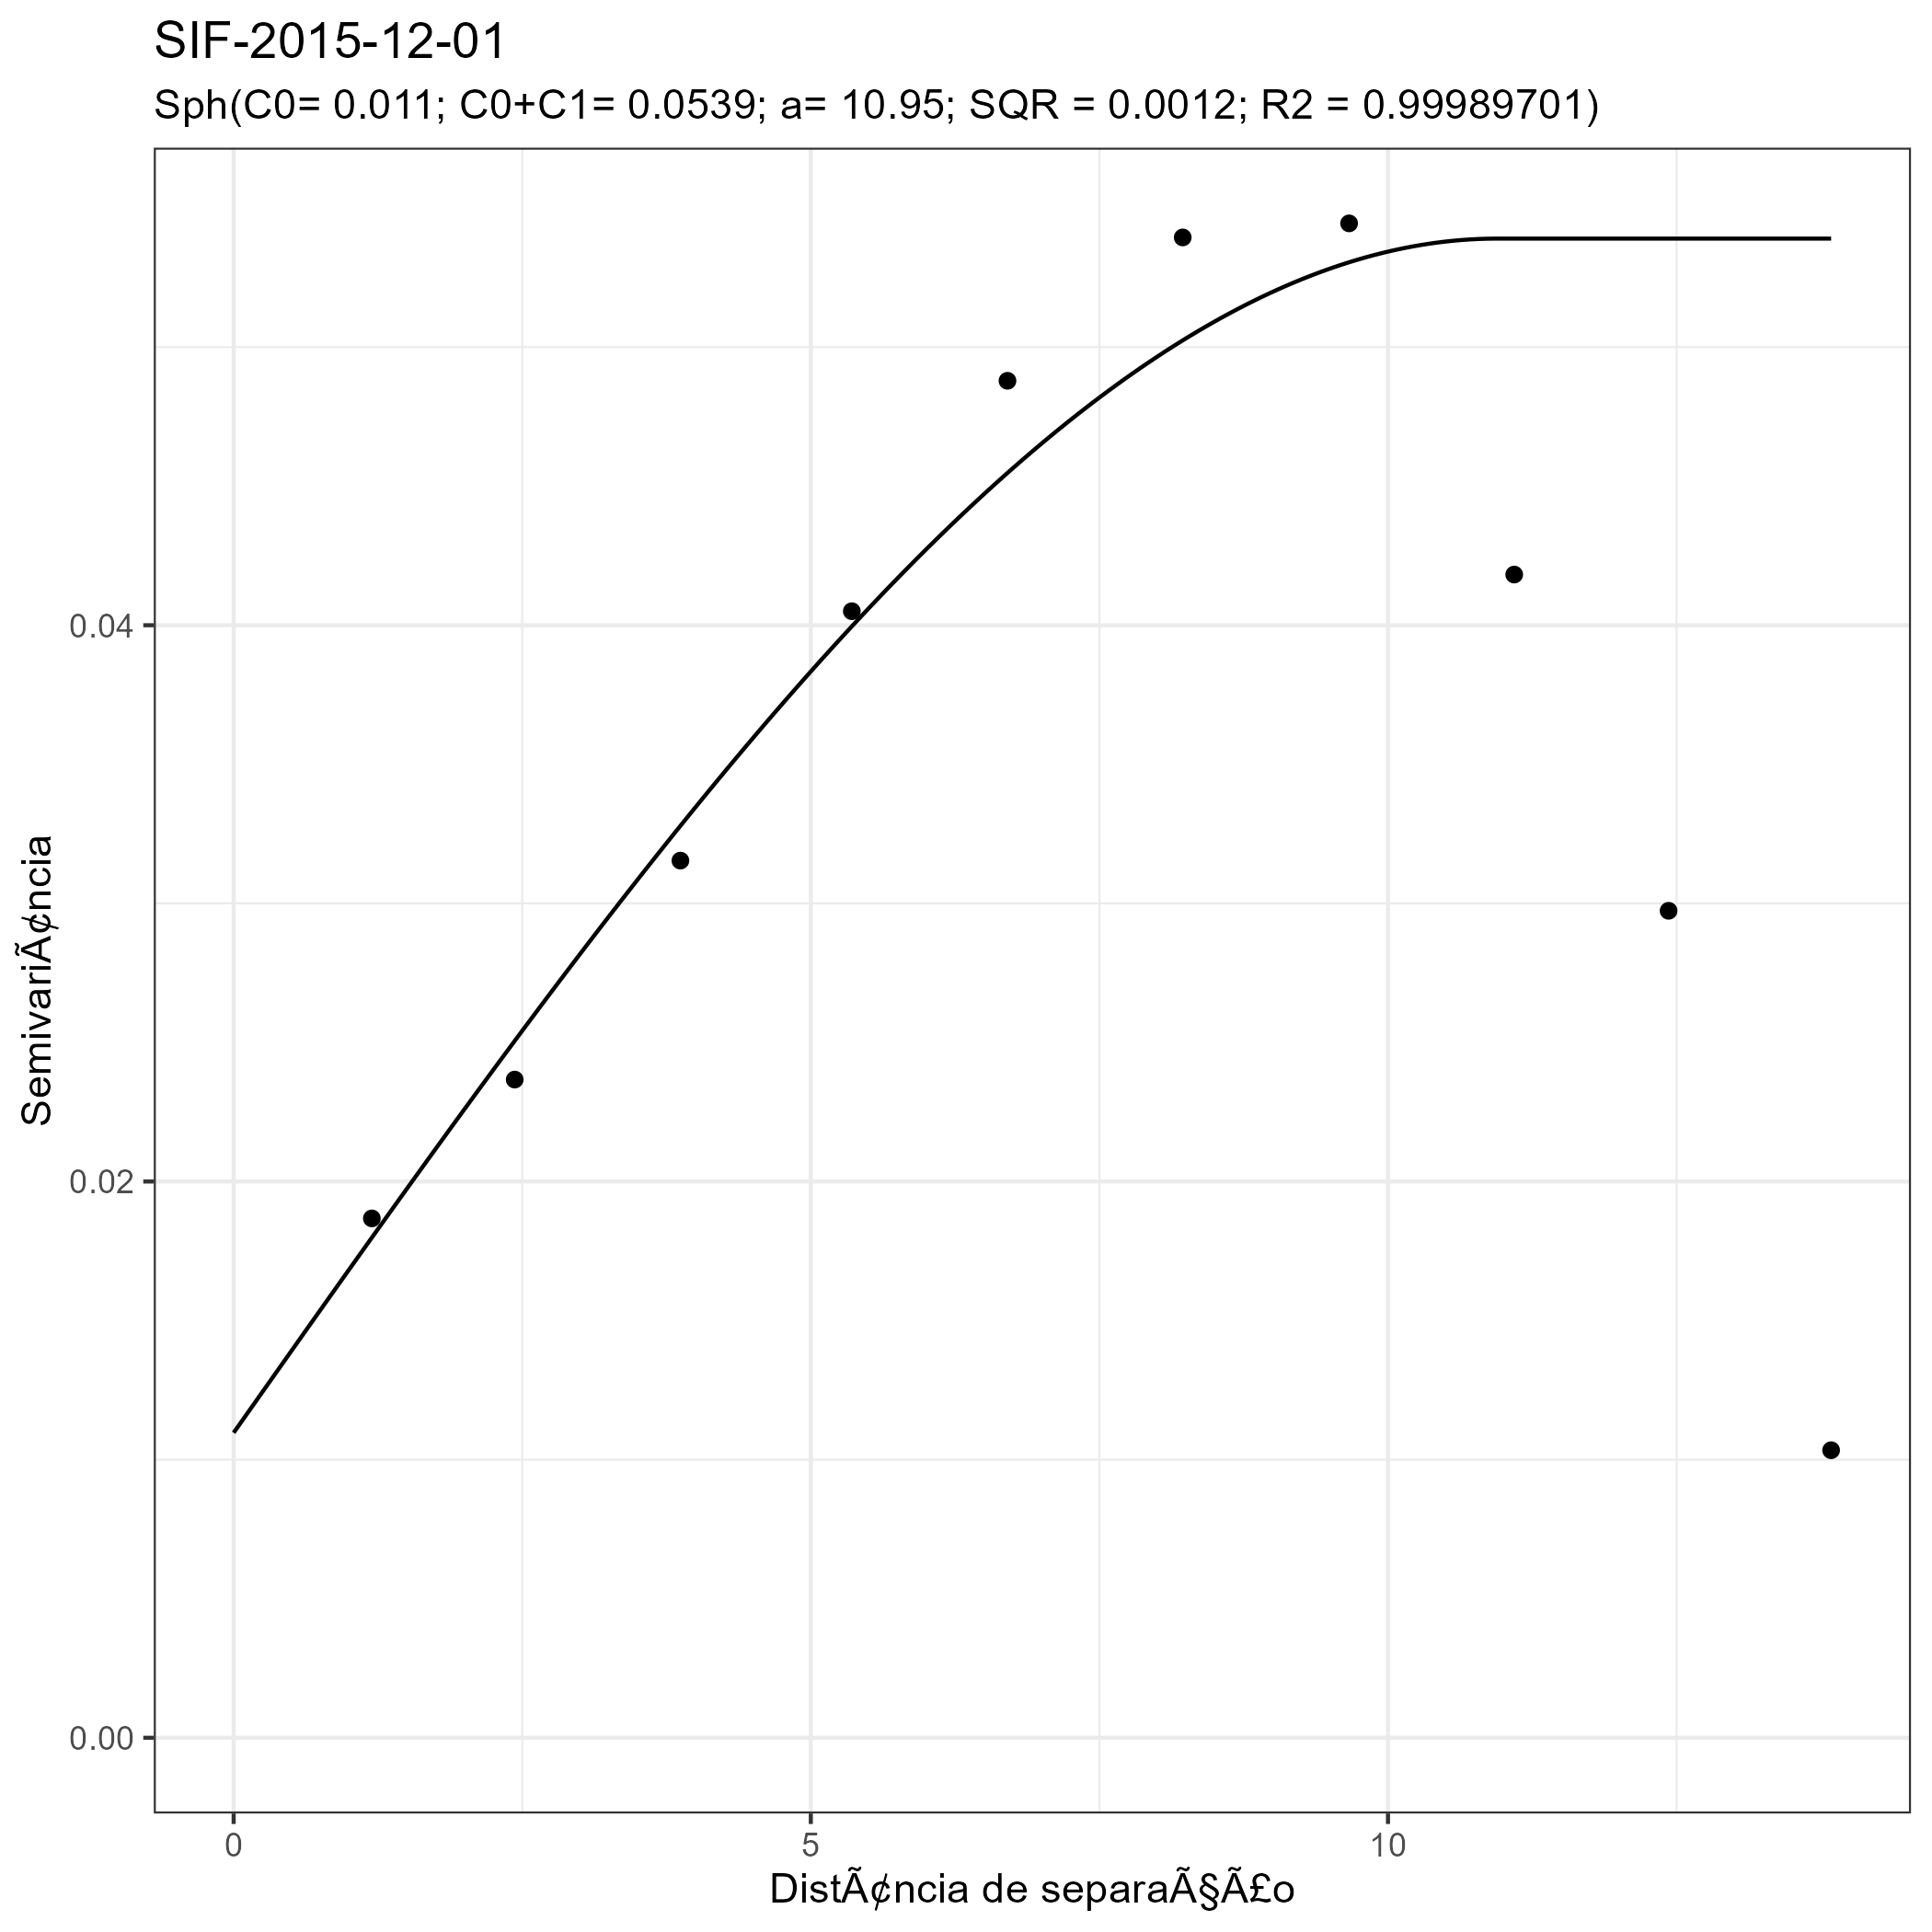 SIF-2015-12-01
Sph(C0= 0.011; C0+C1= 0.0539; a= 10.95; SQR = 0.0012; R2 = 0.99989701)
SemivariÃ¢ncia
0.04
0.02
0.00
0
5
10
DistÃ¢ncia de separaÃ§Ã£o